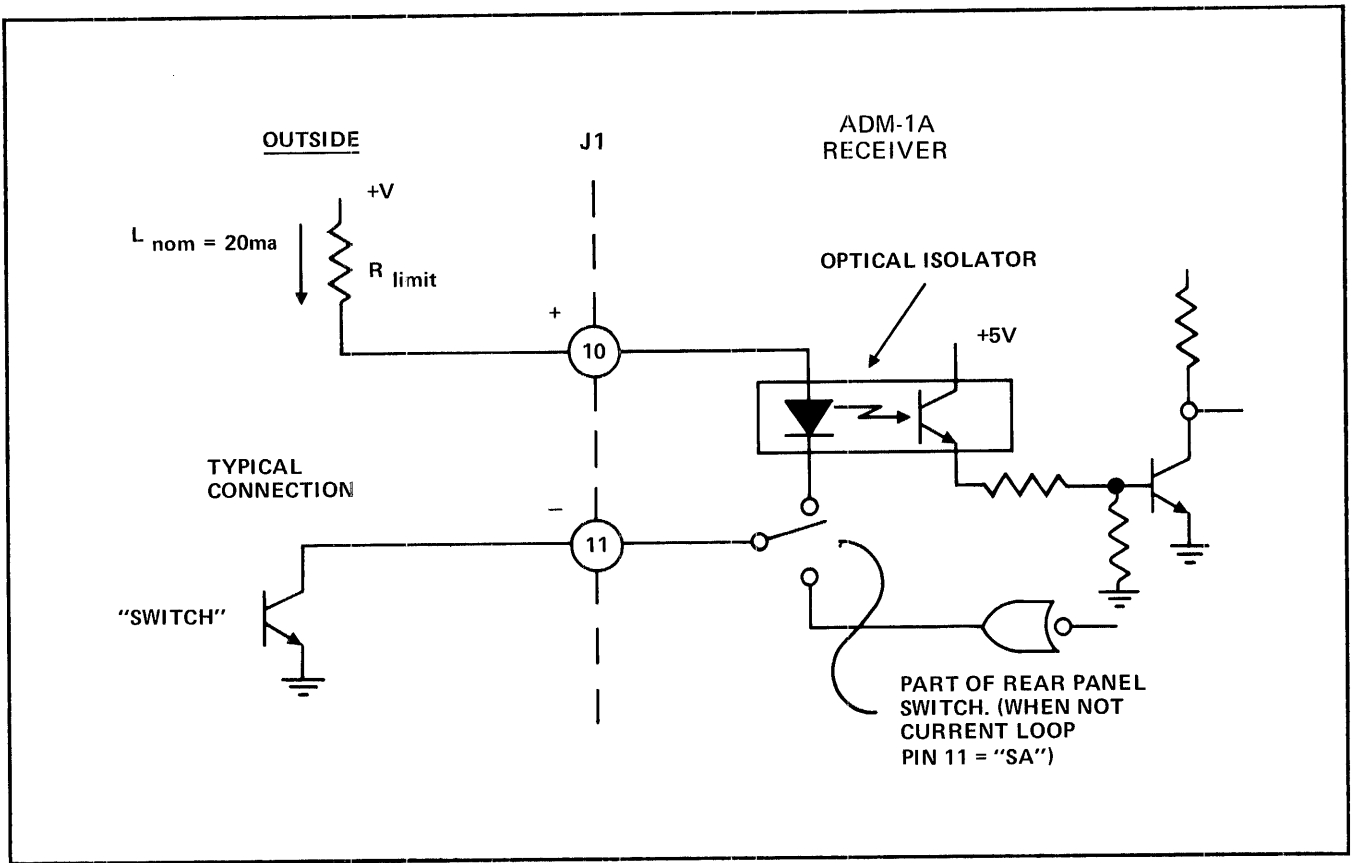 OUTSIDE
J1
ADM-1A
RECEIVER
+V
L nom = 20ma
R limit
OPTICAL ISOLATOR
+
10
+5V
TYPICAL
CONNECTION
–
11
"SWITCH"
PART OF REAR PANEL
SWITCH. (WHEN NOT
CURRENT LOOP
PIN 11 = "SA")